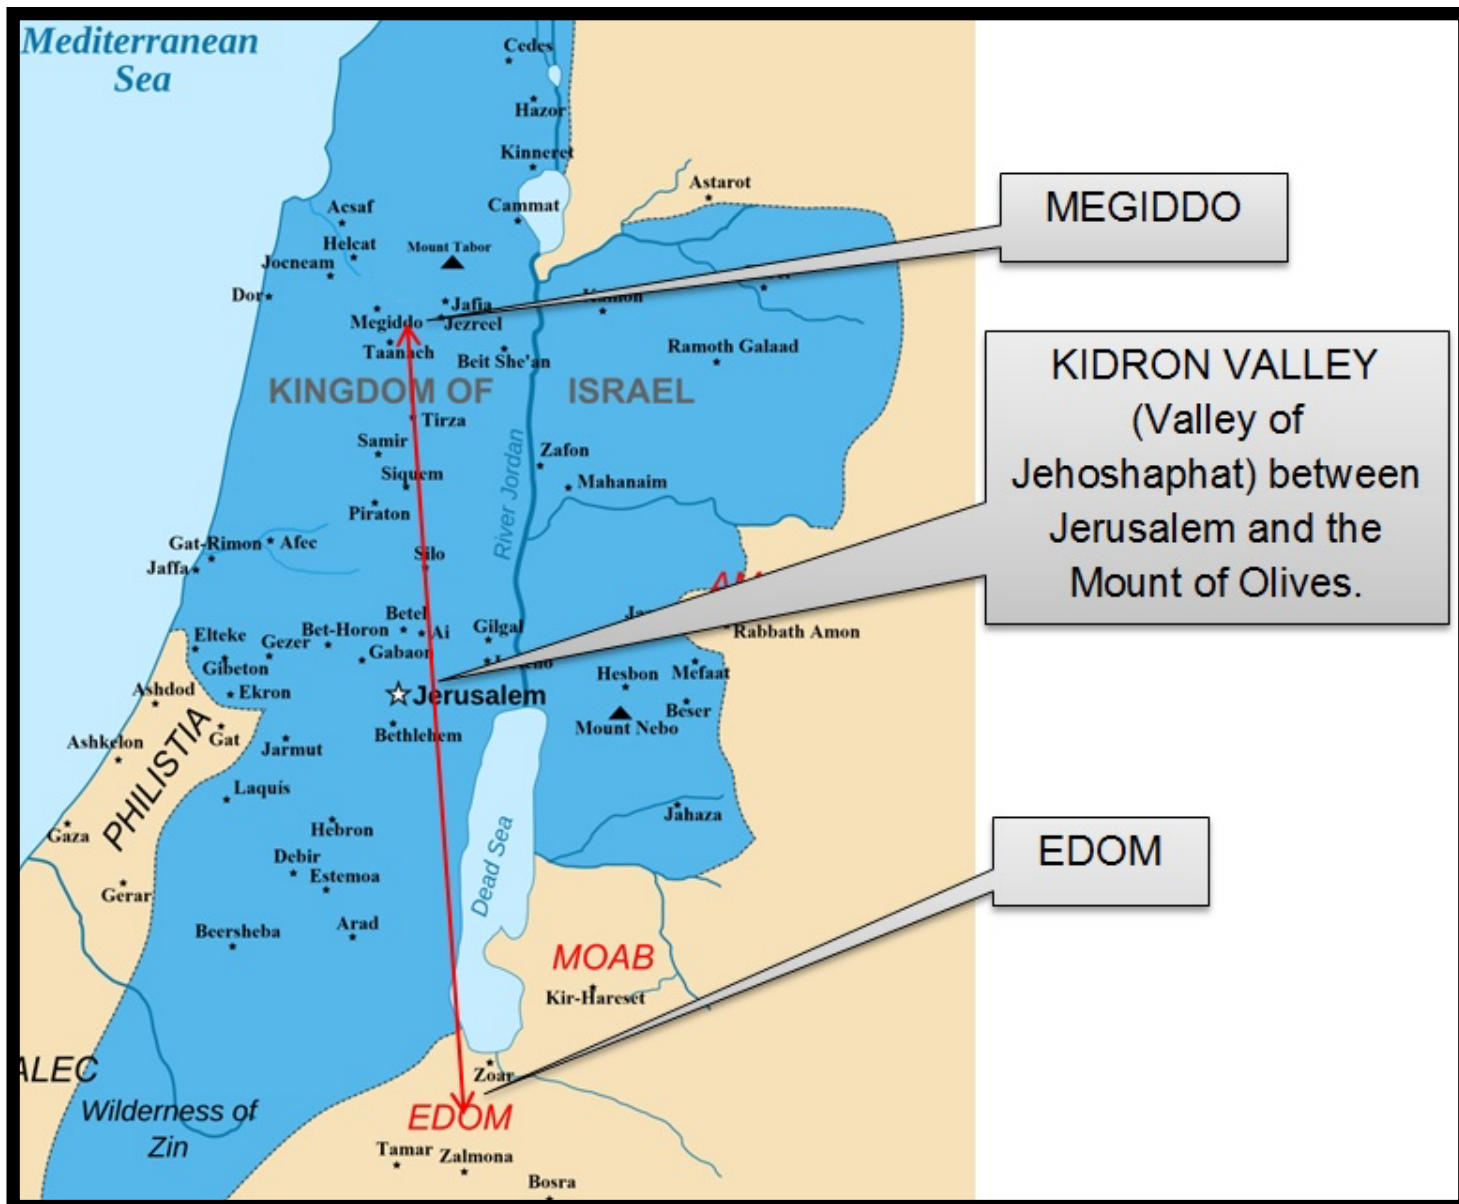 Mediterranean
Sea
Cedes
Hazor
Kinneret
Astarot
MEGIDDO
Acsaf
Cammat
Helcat
Mount Tabor
Jocneam
Dor
Jafia
Megiddo
Jezreel
Taanach
Beit She'an
Ramoth Galaad
KINGDOM OF ISRAEL
KIDRON VALLEY
(Valley of
Jehoshaphat) between
Jerusalem and the
Mount of Olives.
Tirza
Samir
Zafon
Siquem
Mahanaim
Piraton
River Jordan
Gat-Rimon
Afec
Silo
Jaffa
Betel
Ai
Gilgal
Elteke
Gezer
Bet-Horon
Gabaon
Rabbath Amon
Gibeton
Hesbon
Mefaat
Ashdod
Ekron
Jerusalem
Beser
Mount Nebo
Ashkelon
Gat
Jarmut
Bethlehem
PHILISTIA
Laquís
Jahaza
Gaza
Hebron
Dead Sea
EDOM
Debir
Estemoa
Gerar
Beersheba
Arad
MOAB
Kir-Hareset
ALEC
Zoar
Wilderness of
Zin
EDOM
Tamar
Zalmona
Bosra